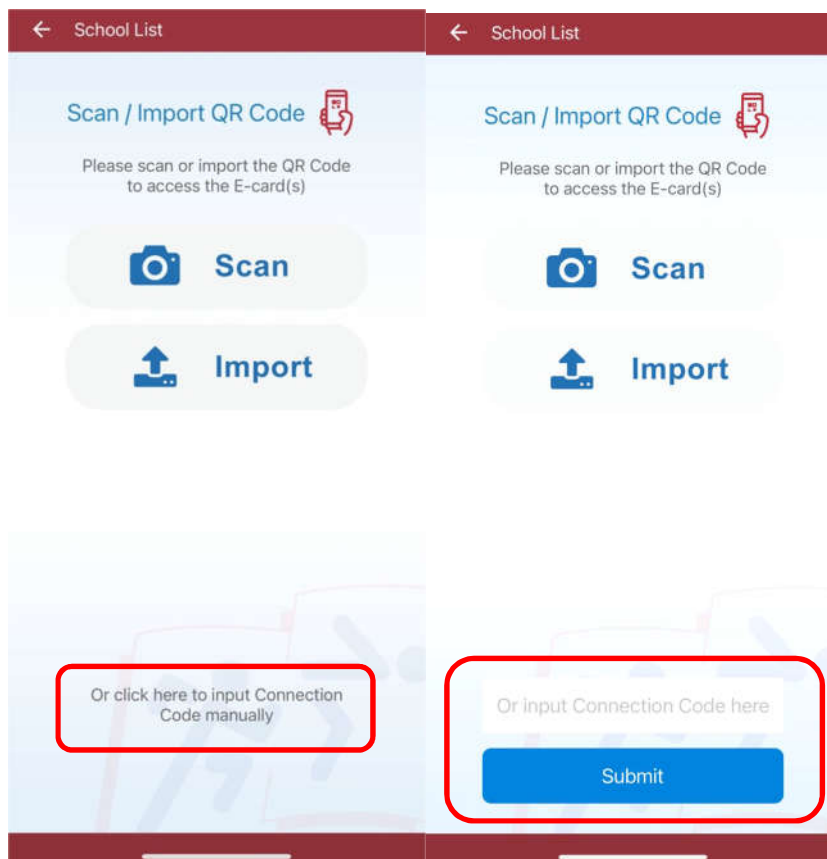 School List
Scan / Import QR Code
Please scan or import the QR Code
to access the E-card(s)
Scan
Import
Or click here to input Connection
Code manually
School List
Scan / Import QR Code
Please scan or import the QR Code
to access the E-card(s)
Scan
Import
Or input Connection Code here
Submit